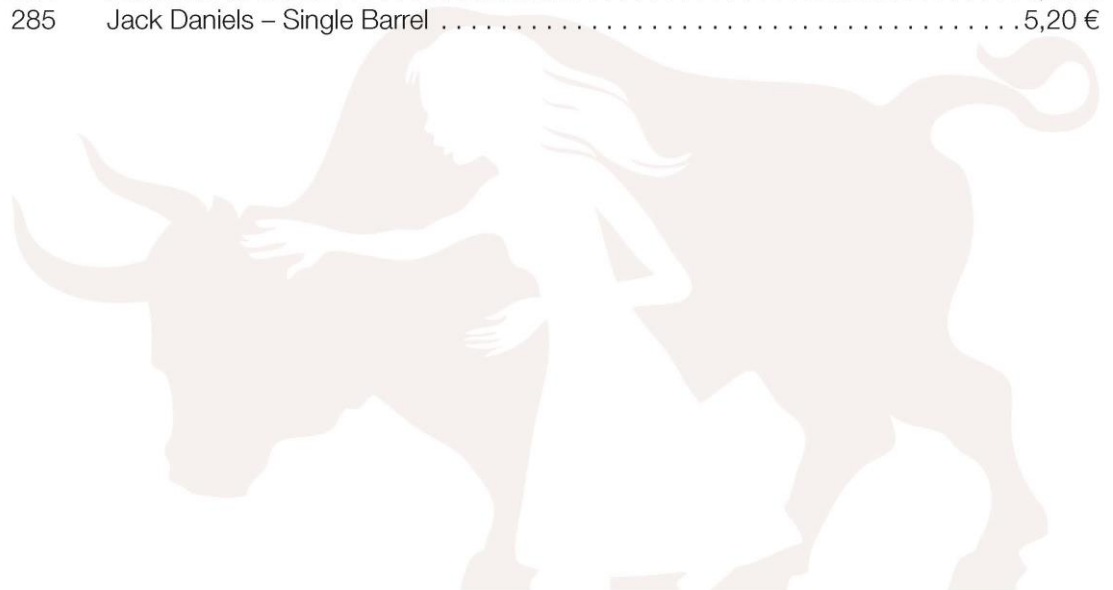 285 Jack Daniels – Single Barrel . . . . . . . . . . . . . . . . . . . . . . . . . . . . . . . . . . . . . . . 5,20 €